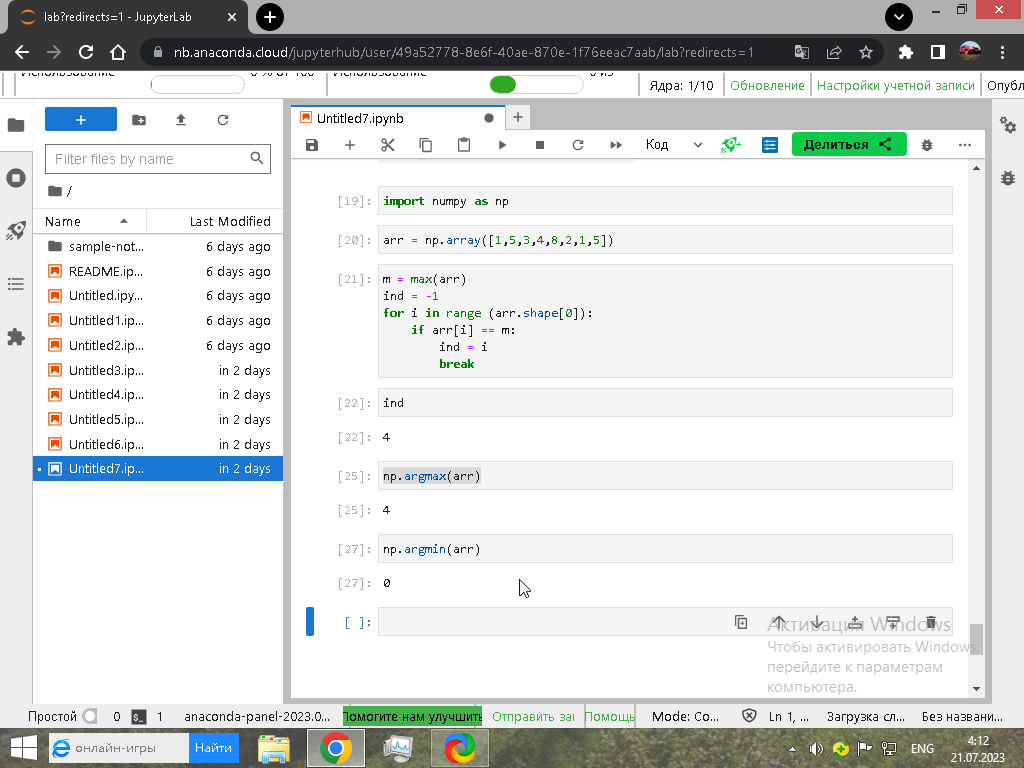 lab?redirects=1 - JupyterLab
nb.anaconda.cloud/jupyterhub/user/49a52778-8e6f-40ae-870e-1f76eeac7aab/lab?redirects=1
Использование 0 % от 100 Использование 0 из
Ядра: 1/10 Обновление Настройки учетной записи Опубл
Untitled7.ipynb
Filter files by name
Код
Делиться
/
Name Last Modified
sample-not... 6 days ago
README.ip... 6 days ago
Untitled.ipy... 6 days ago
Untitled1.ip... 6 days ago
Untitled2.ip... 6 days ago
Untitled3.ip... in 2 days
Untitled4.ip... in 2 days
Untitled5.ip... in 2 days
Untitled6.ip... in 2 days
Untitled7.ip... in 2 days
[19]: import numpy as np
[20]: arr = np.array([1,5,3,4,8,2,1,5])
[21]: m = max(arr)
ind = -1
for i in range (arr.shape[0]):
    if arr[i] == m:
        ind = i
        break
[22]: ind
[22]: 4
[25]: np.argmax(arr)
[25]: 4
[27]: np.argmin(arr)
[27]: 0
[ ]:
Активация Windows
Чтобы активировать Windows,
перейдите к параметрам
компьютера.
Простой 0 1 anaconda-panel-2023.0... Помогите нам улучшить Отправить за Помощь Mode: Co... Ln 1, ... Загрузка сл... Без названи...
онлайн-игры Найти
ENG
4:12
21.07.2023